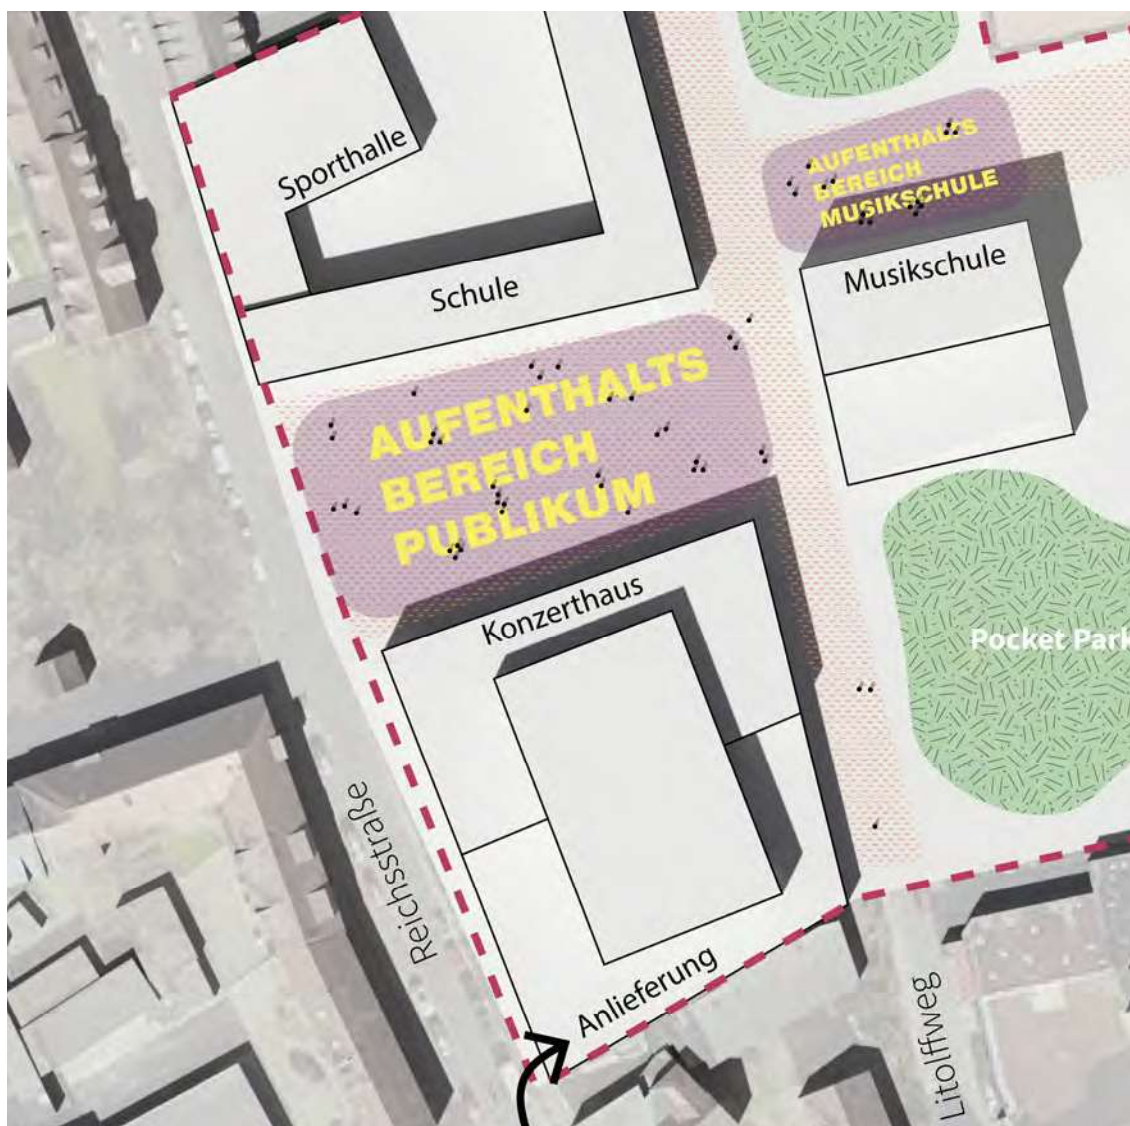 Sporthalle
AUFENTHALTS
BEREICH
MUSIKSCHULE
Musikschule
Schule
AUFENTHALTS
BEREICH
PUBLIKUM
Konzerthaus
Pocket Park
Reichsstraße
Anlieferung
Litolffweg